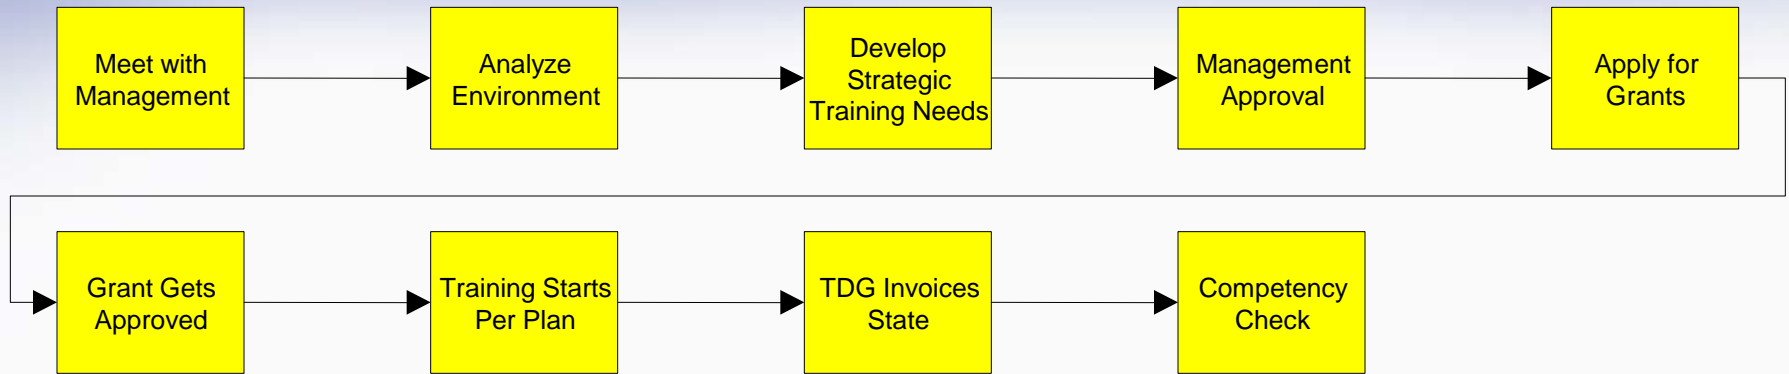 Meet with
Management
Analyze
Environment
Develop
Strategic
Training Needs
Management
Approval
Apply for
Grants
Grant Gets
Approved
Training Starts
Per Plan
TDG Invoices
State
Competency
Check